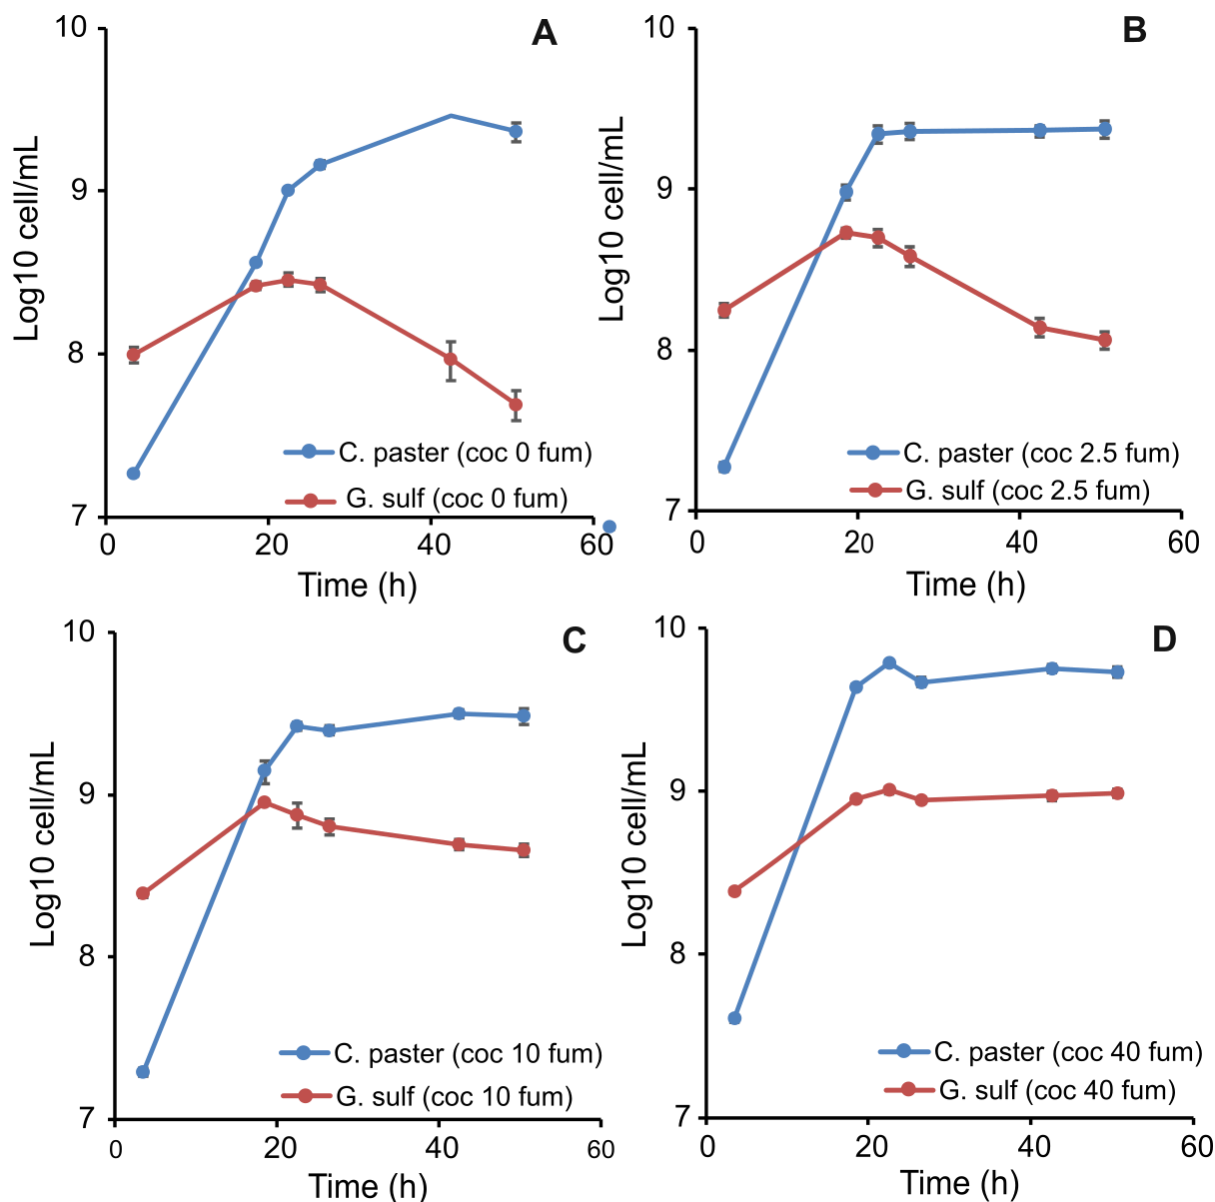 A
10
9
8
7
Log10 cell/mL
C. paster (coc 0 fum)
G. sulf (coc 0 fum)
0 20 40 60
Time (h)
B
10
9
8
7
Log10 cell/mL
C. paster (coc 2.5 fum)
G. sulf (coc 2.5 fum)
0 20 40 60
Time (h)
C
10
9
8
7
Log10 cell/mL
C. paster (coc 10 fum)
G. sulf (coc 10 fum)
0 20 40 60
Time (h)
D
10
9
8
7
Log10 cell/mL
C. paster (coc 40 fum)
G. sulf (coc 40 fum)
0 20 40 60
Time (h)